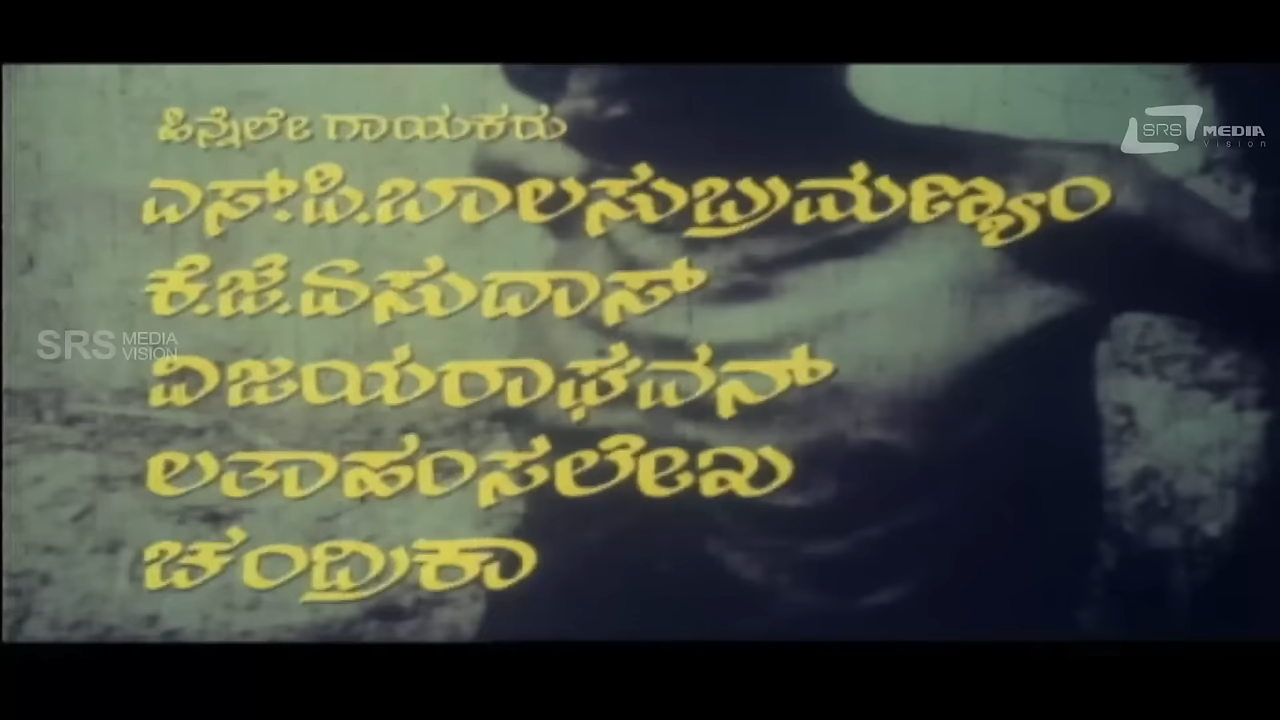 ಹಿನ್ನೆಲೇ ಗಾಯಕರು
ಎಸ್.ಪಿ.ಬಾಲಸುಬ್ರಮಣ್ಯಂ
ಕೆ.ಜೆ.ಏಸುದಾಸ್
ವಿಜಯರಾಘವನ್
ಲತಾಹಂಸಲೇಖ
ಚಂದ್ರಿಕಾ
SRS MEDIA Vision
SRS MEDIA VISION